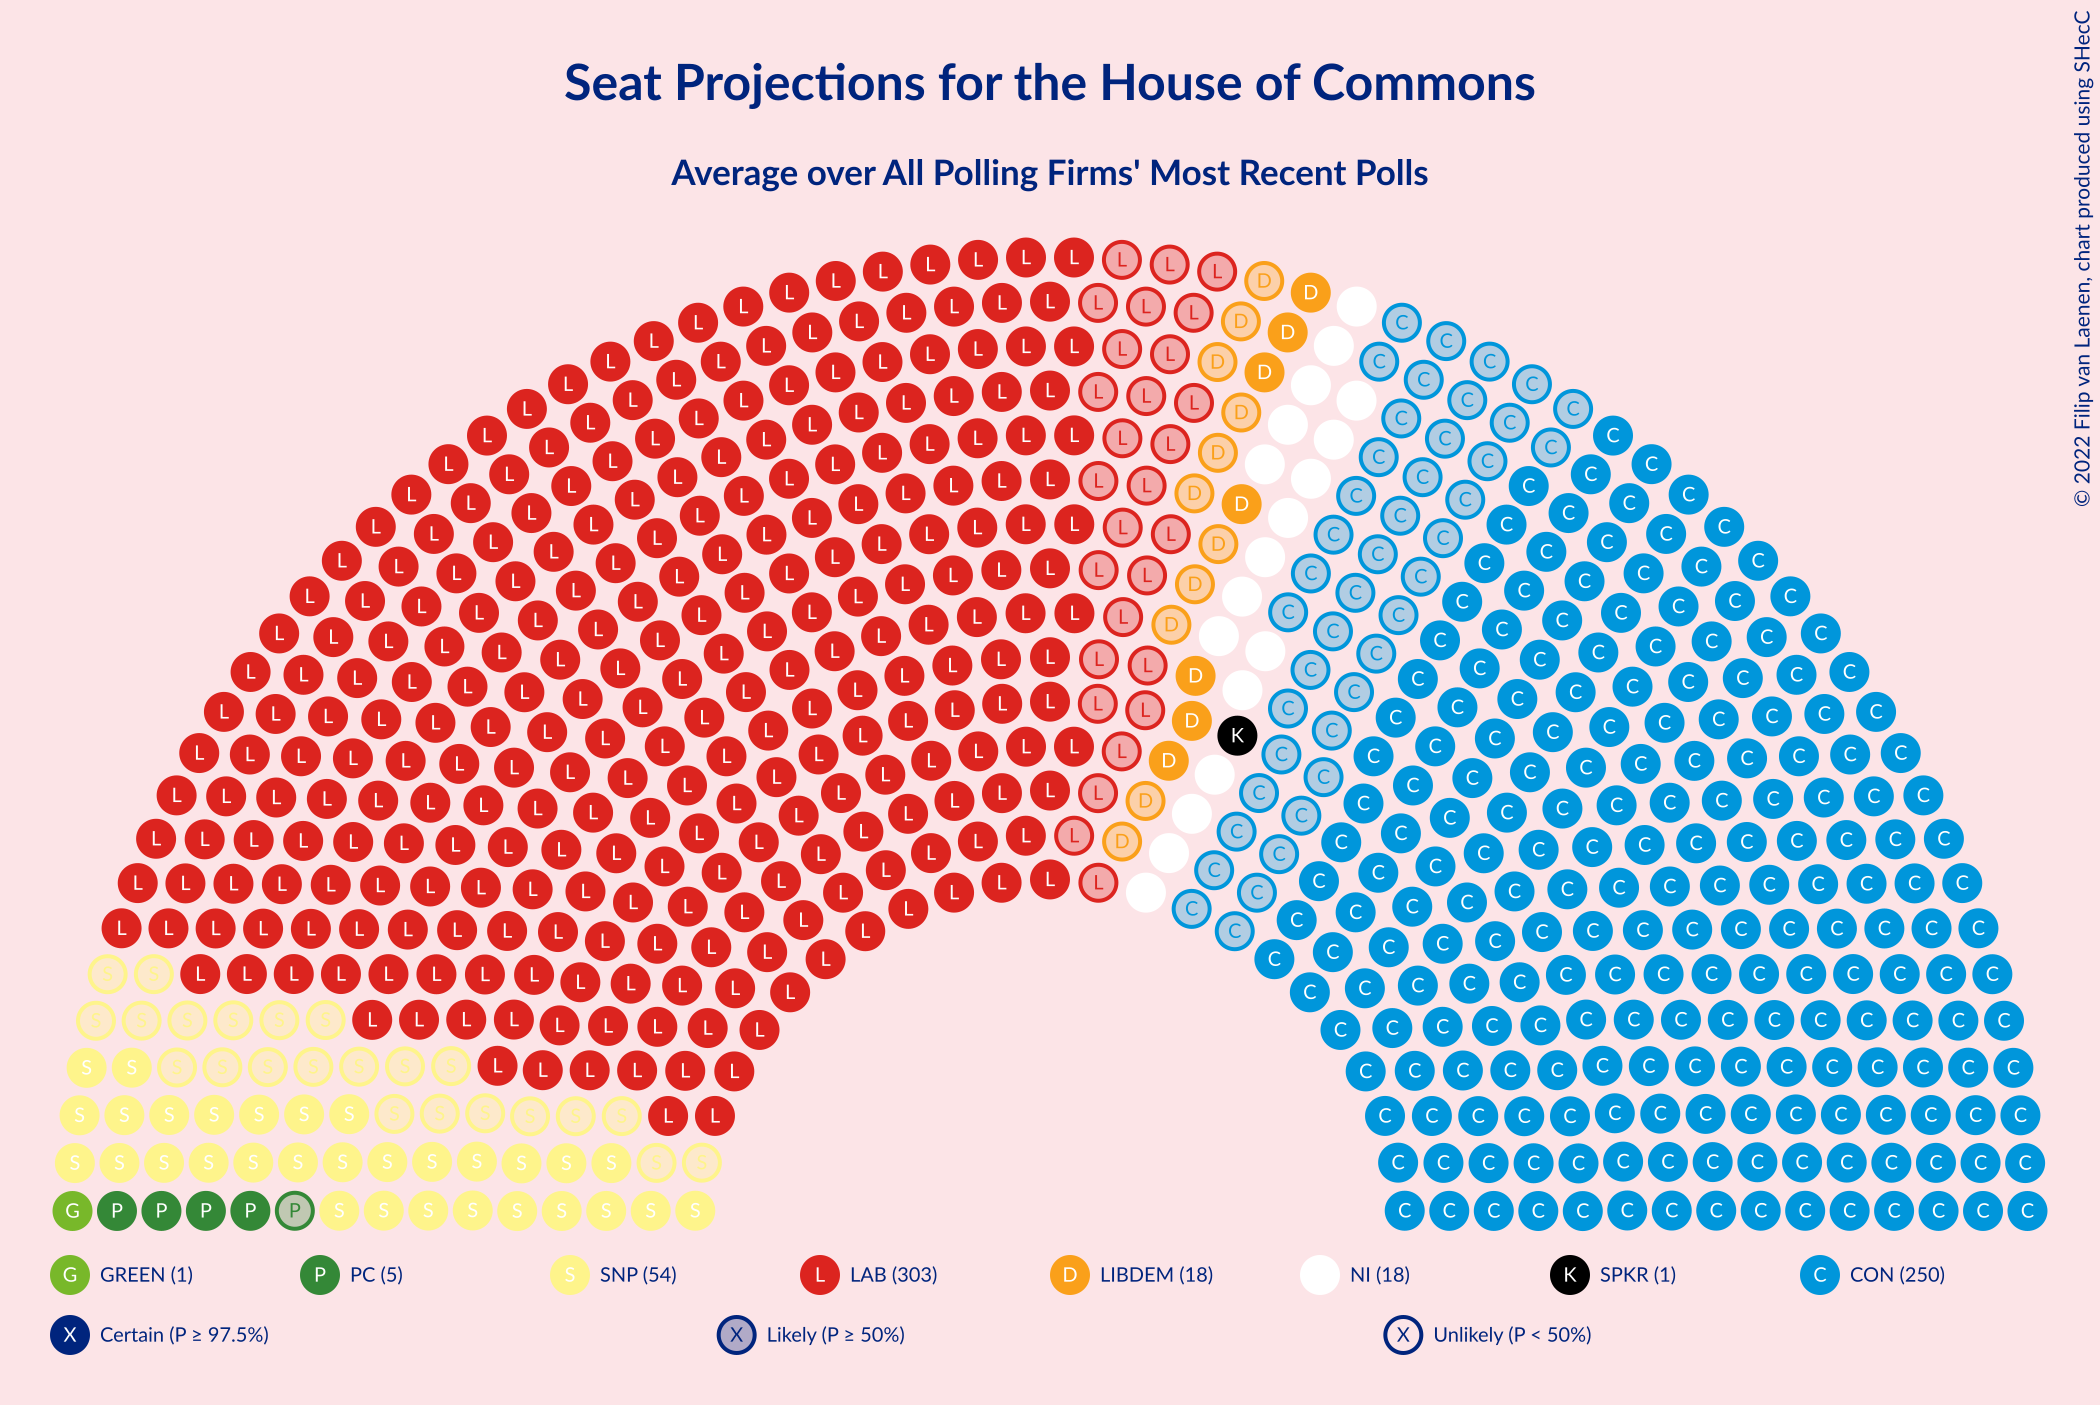 Seat Projections for the House of Commons
Average over All Polling Firms' Most Recent Polls
© 2022 Filip van Laenen, chart produced using SHecC
G GREEN (1) P PC (5) S SNP (54) L LAB (303) D LIBDEM (18) NI (18) K SPKR (1) C CON (250)
X Certain (P ≥ 97.5%) X Likely (P ≥ 50%) X Unlikely (P < 50%)